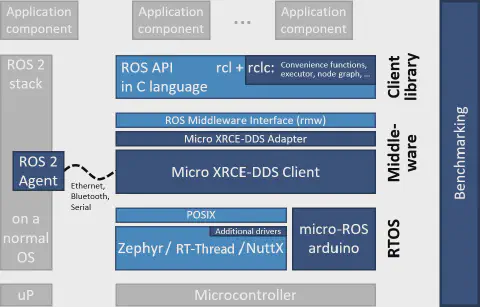 Application
component
Application
component
...
Application
component
ROS 2
stack
ROS API
in C language
rcl + rclc:
Convenience functions,
executor, node graph, ...
Client
library
ROS Middleware Interface (rmw)
Micro XRCE-DDS Adapter
Micro XRCE-DDS Client
Middle-
ware
ROS 2
Agent
Ethernet,
Bluetooth,
Serial
on a
normal
OS
POSIX
Additional drivers
Zephyr/ RT-Thread /NuttX
micro-ROS
arduino
RTOS
Benchmarking
uP
Microcontroller